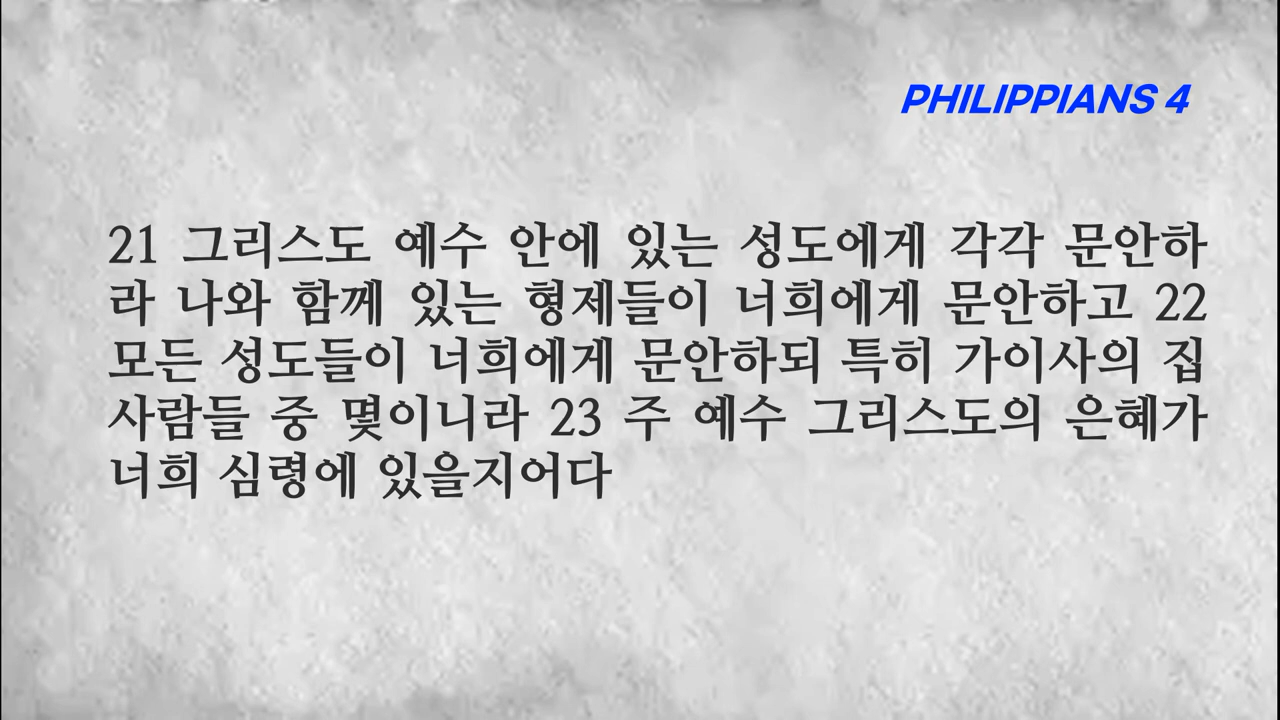 PHILIPPIANS 4
21 그리스도 예수 안에 있는 성도에게 각각 문안하
라 나와 함께 있는 형제들이 너희에게 문안하고 22
모든 성도들이 너희에게 문안하되 특히 가이사의 집
사람들 중 몇이니라 23 주 예수 그리스도의 은혜가
너희 심령에 있을지어다